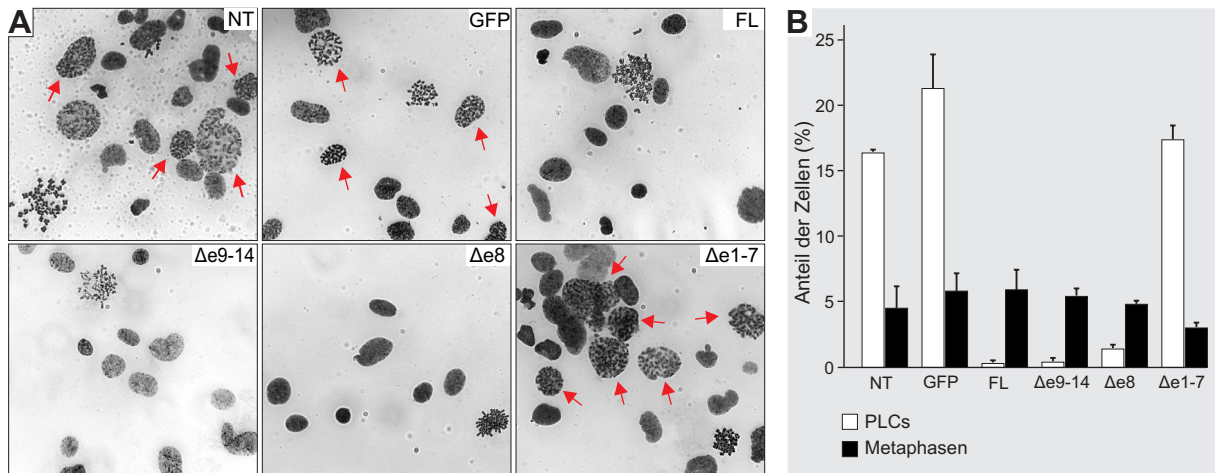 A
NT
GFP
FL
Δe9-14
Δe8
Δe1-7
B
Anteil der Zellen (%)
25
20
15
10
5
0
NT
GFP
FL
Δe9-14
Δe8
Δe1-7
PLCs
Metaphasen